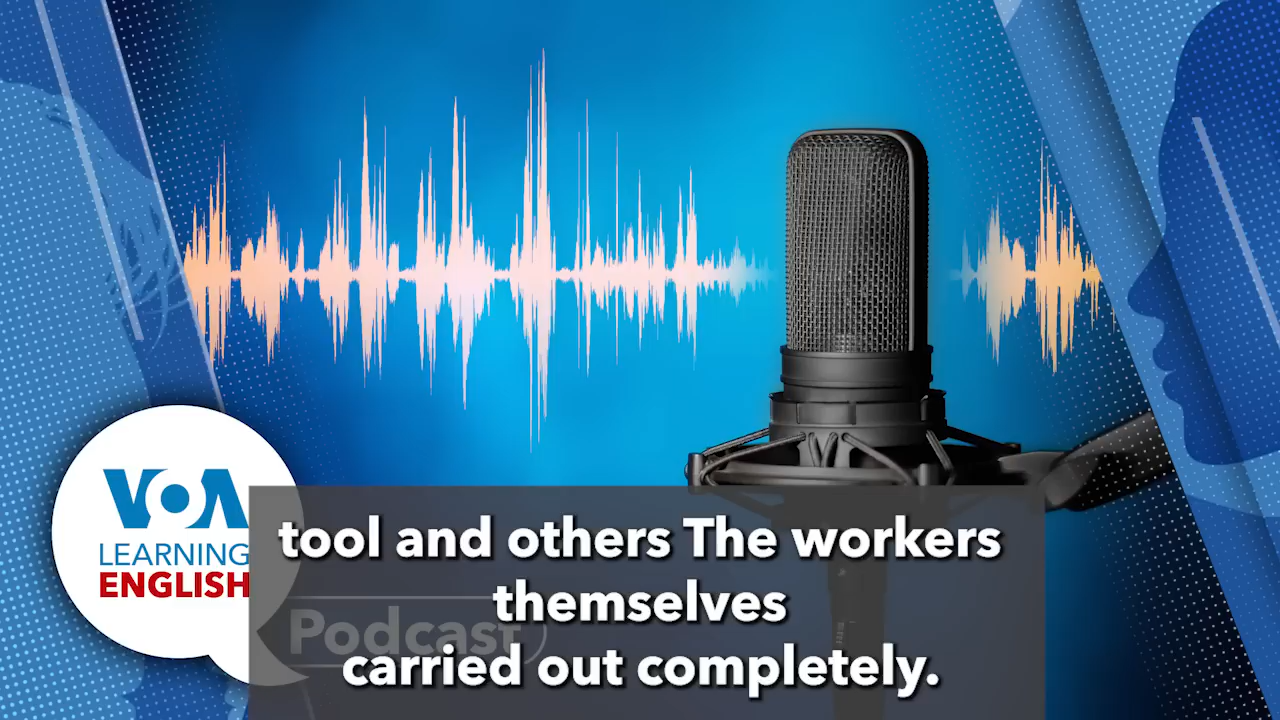 VOA
LEARNING
ENGLISH
Podcast
tool and others The workers
themselves
carried out completely.